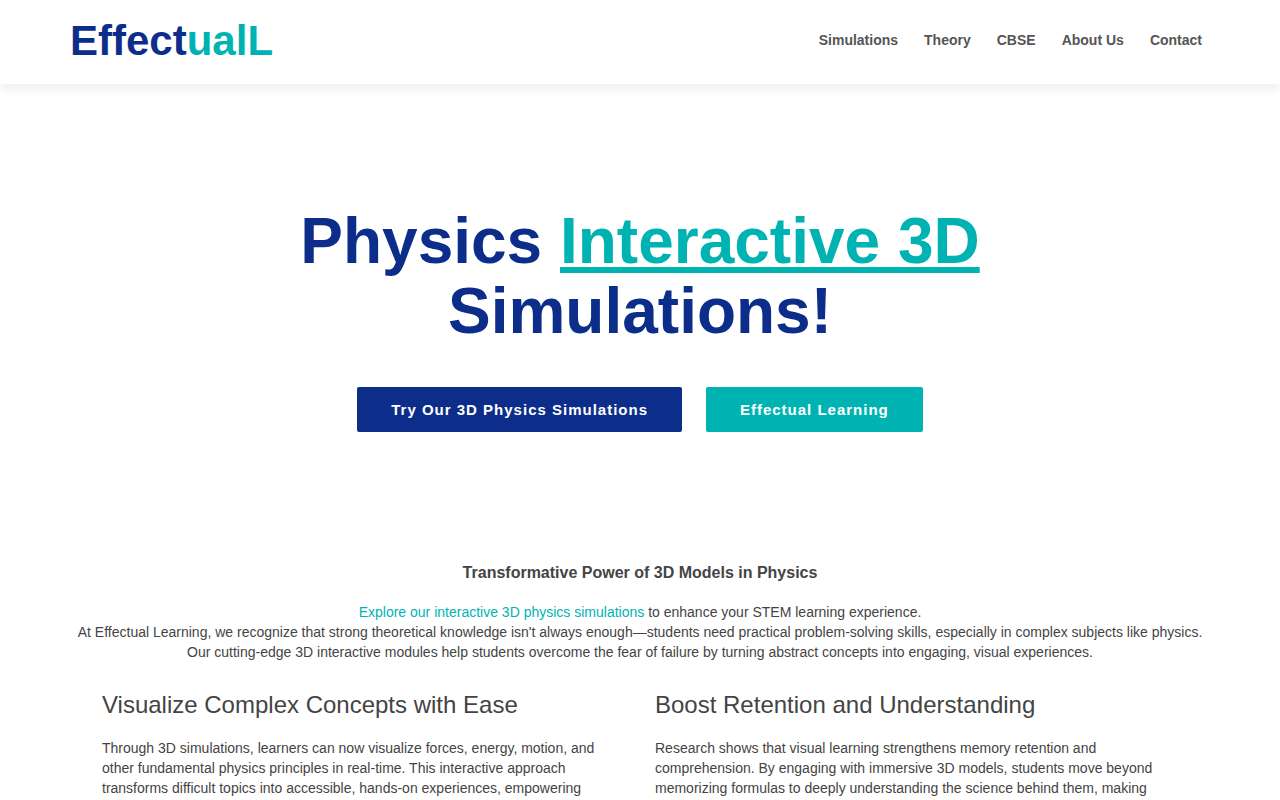 EffectualL
Simulations Theory CBSE About Us Contact
Physics Interactive 3D
Simulations!
Try Our 3D Physics Simulations Effectual Learning
Transformative Power of 3D Models in Physics
Explore our interactive 3D physics simulations to enhance your STEM learning experience.
At Effectual Learning, we recognize that strong theoretical knowledge isn't always enough—students need practical problem-solving skills, especially in complex subjects like physics.
Our cutting-edge 3D interactive modules help students overcome the fear of failure by turning abstract concepts into engaging, visual experiences.
Visualize Complex Concepts with Ease
Through 3D simulations, learners can now visualize forces, energy, motion, and
other fundamental physics principles in real-time. This interactive approach
transforms difficult topics into accessible, hands-on experiences, empowering
Boost Retention and Understanding
Research shows that visual learning strengthens memory retention and
comprehension. By engaging with immersive 3D models, students move beyond
memorizing formulas to deeply understanding the science behind them, making